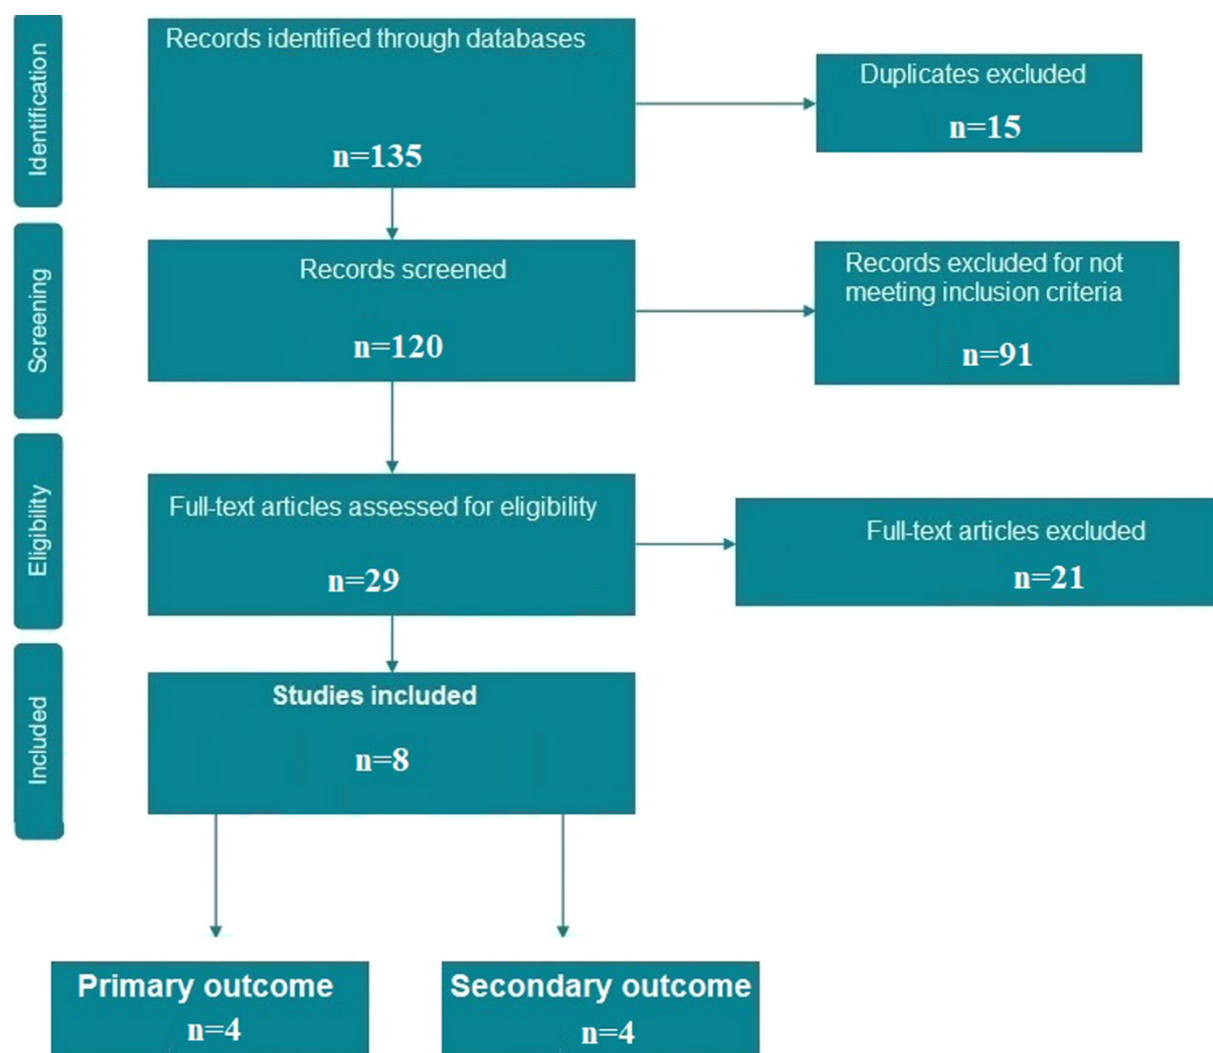 Identification
Records identified through databases
n=135
Duplicates excluded
n=15
Screening
Records screened
n=120
Records excluded for not
meeting inclusion criteria
n=91
Eligibility
Full-text articles assessed for eligibility
n=29
Full-text articles excluded
n=21
Included
Studies included
n=8
Primary outcome
n=4
Secondary outcome
n=4